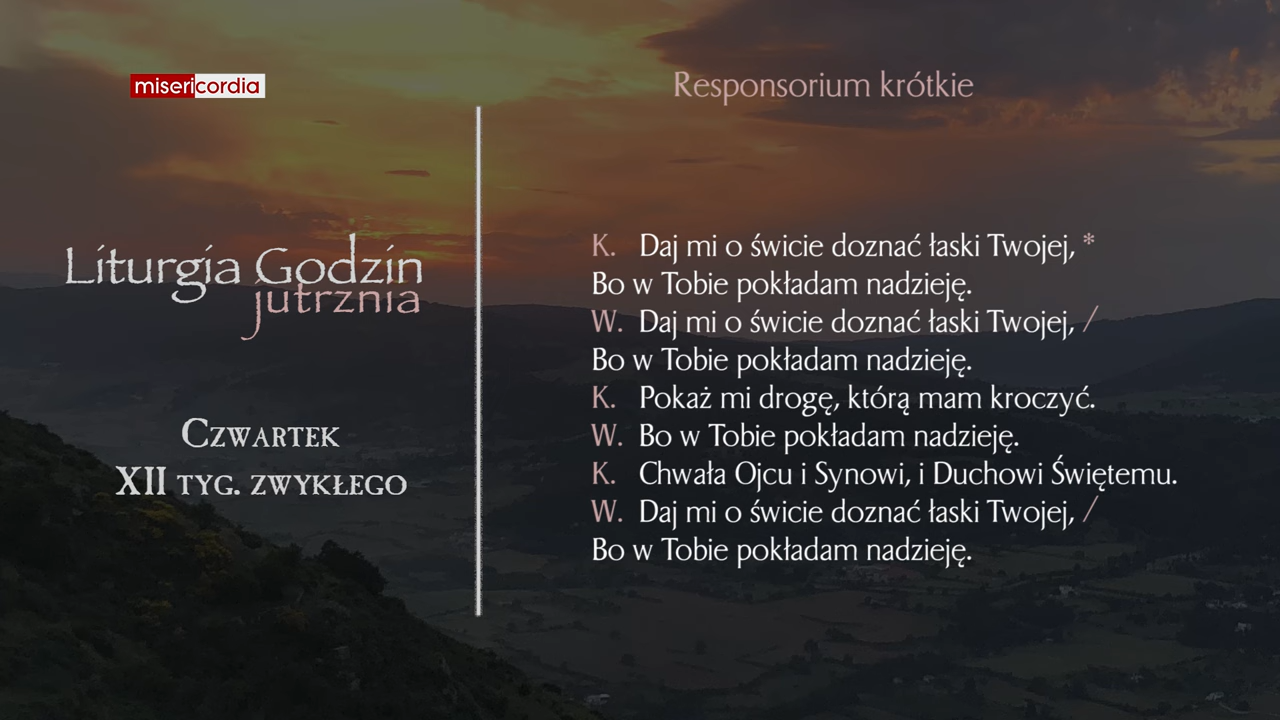 misericordia
Liturgia Godzin
jutrznia
Czwartek
XII tyg. zwykłego
Responsorium krótkie
K. Daj mi o świcie doznać łaski Twojej, *
Bo w Tobie pokładam nadzieję.
W. Daj mi o świcie doznać łaski Twojej, /
Bo w Tobie pokładam nadzieję.
K. Pokaż mi drogę, którą mam kroczyć.
W. Bo w Tobie pokładam nadzieję.
K. Chwała Ojcu i Synowi, i Duchowi Świętemu.
W. Daj mi o świcie doznać łaski Twojej, /
Bo w Tobie pokładam nadzieję.